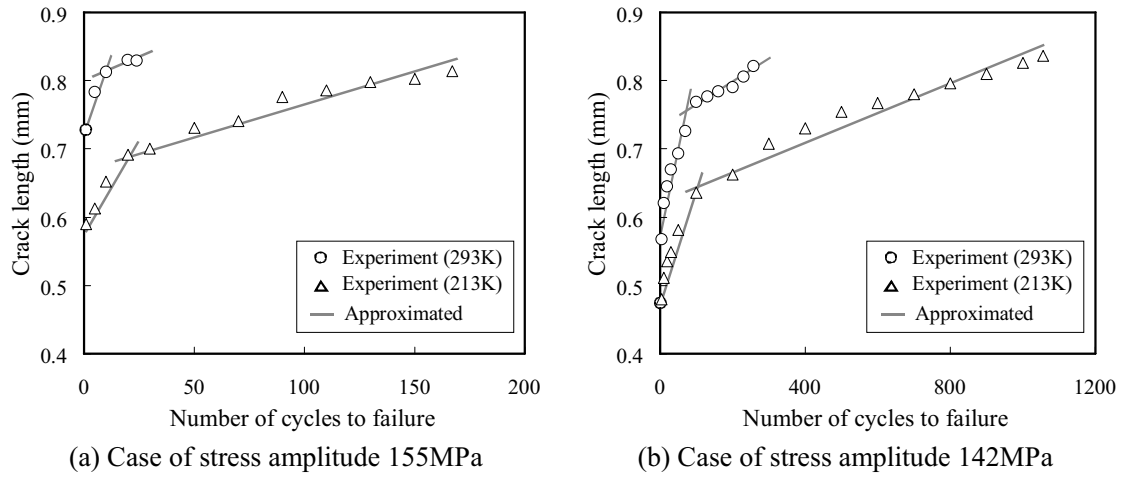 0.9
0.8
0.7
0.6
0.5
0.4
Crack length (mm)
Experiment (293K)
Experiment (213K)
Approximated
0 50 100 150 200
Number of cycles to failure
(a) Case of stress amplitude 155MPa
0.9
0.8
0.7
0.6
0.5
0.4
Crack length (mm)
Experiment (293K)
Experiment (213K)
Approximated
0 400 800 1200
Number of cycles to failure
(b) Case of stress amplitude 142MPa